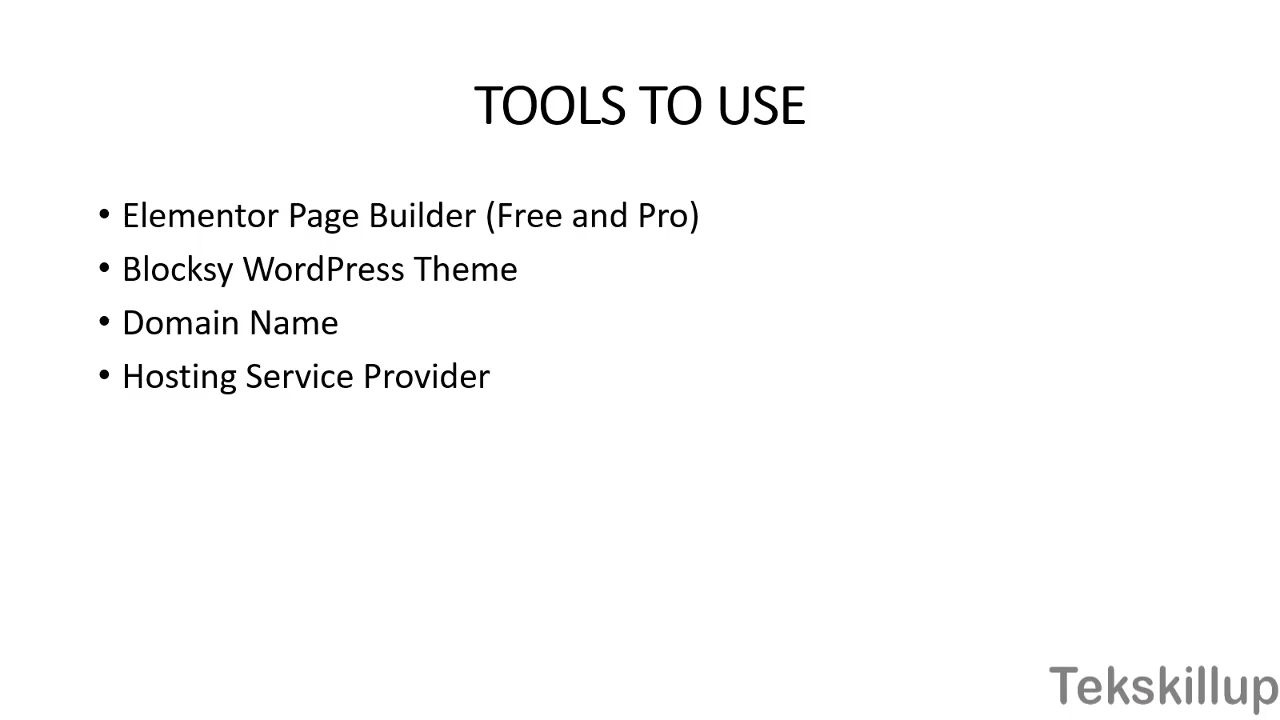 TOOLS TO USE
• Elementor Page Builder (Free and Pro)
• Blocksy WordPress Theme
• Domain Name
• Hosting Service Provider
Tekskillup